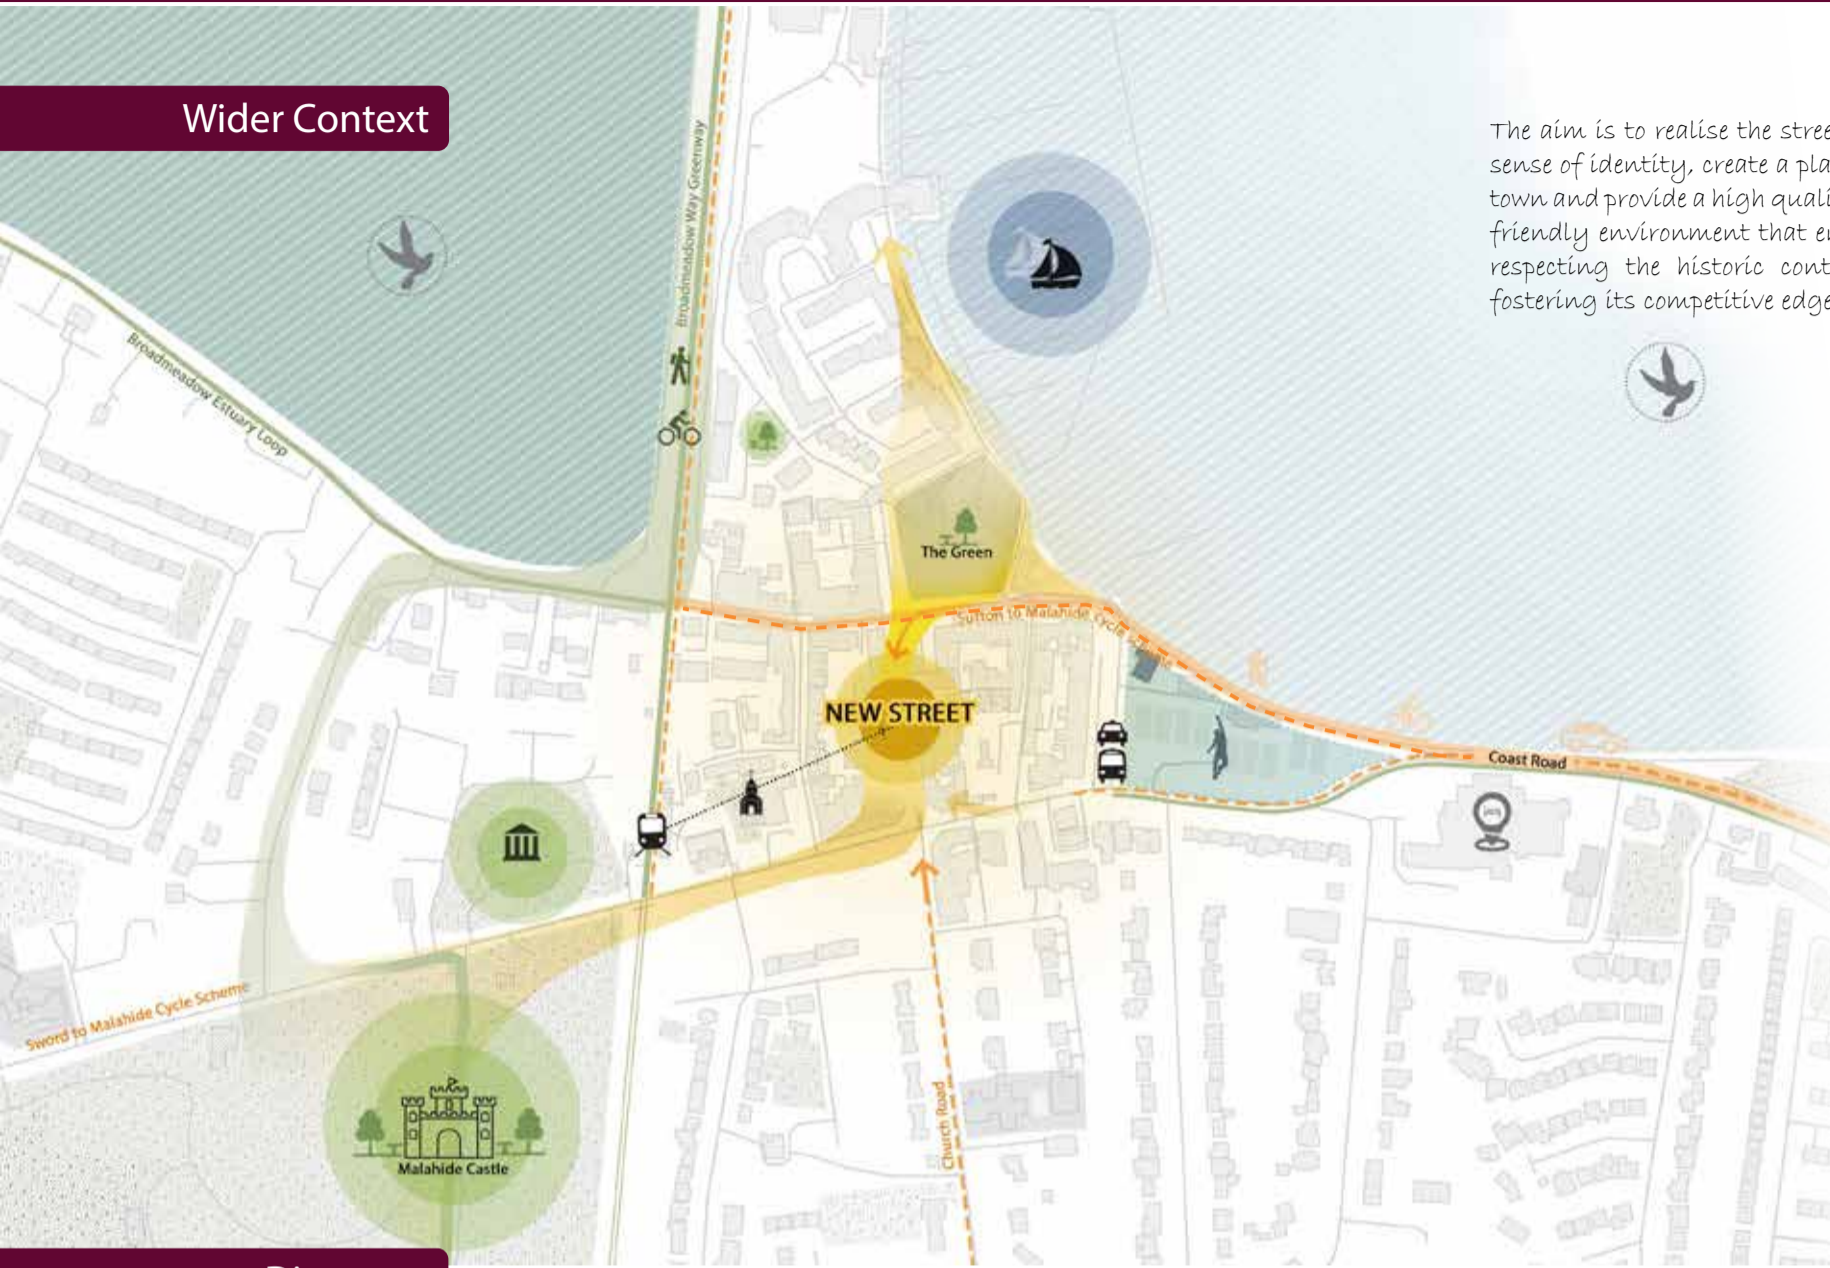 Wider Context
The aim is to realise the stree
sense of identity, create a pla
town and provide a high quali
friendly environment that e
respecting the historic cont
fostering its competitive edge
Broadmeadow Way Greenway
Broadmeadow Estuary Loop
The Green
Sutton to Malahide Cycle Scheme
NEW STREET
Coast Road
Sword to Malahide Cycle Scheme
Church Road
Malahide Castle